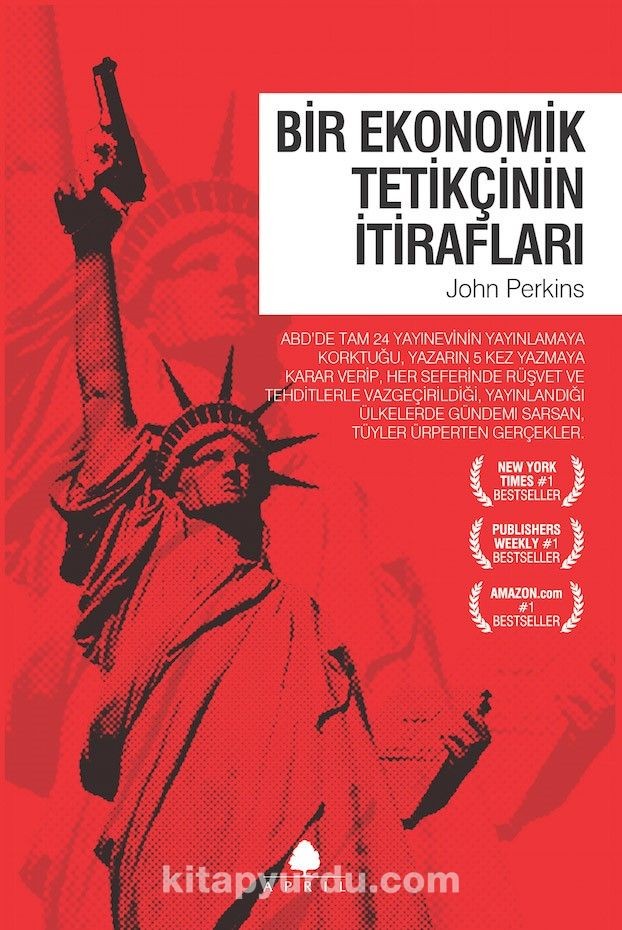 BİR EKONOMİK
TETİKÇİNİN
İTİRAFLARI
John Perkins
ABD'DE TAM 24 YAYINEVİNİN YAYINLAMAYA
KORKTUĞU, YAZARIN 5 KEZ YAZMAYA
KARAR VERİP, HER SEFERİNDE RÜŞVET VE
TEHDİTLERLE VAZGEÇİRİLDİĞİ, YAYINLANDIĞI
ÜLKELERDE GÜNDEMİ SARSAN,
TÜYLER ÜRPERTEN GERÇEKLER.
NEW YORK
TIMES #1
BESTSELLER
PUBLISHERS
WEEKLY #1
BESTSELLER
AMAZON.com
#1
BESTSELLER
kitapyurdu.com
APRIL